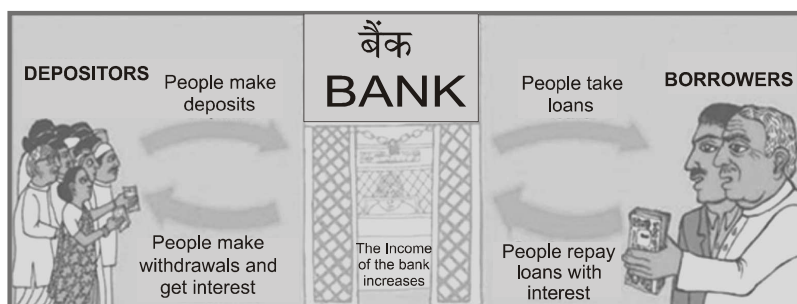 बैंक
BANK
DEPOSITORS
People make
deposits
People make
withdrawals and
get interest
The Income
of the bank
increases
People take
loans
BORROWERS
People repay
loans with
interest